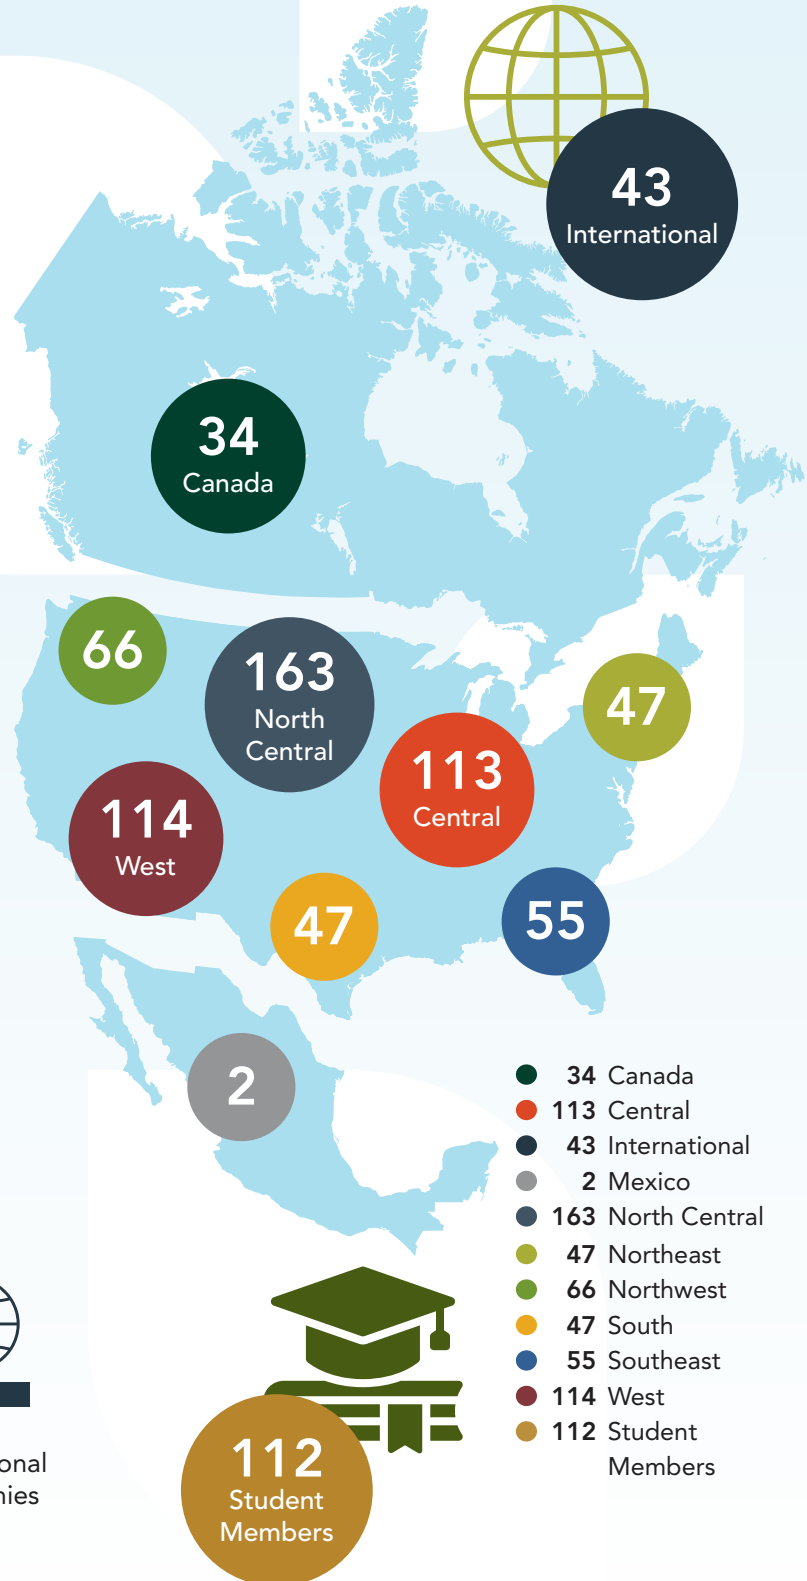 43
International
34
Canada
66
163
North
Central
47
113
Central
114
West
47
55
2
34 Canada
113 Central
43 International
2 Mexico
163 North Central
47 Northeast
66 Northwest
47 South
55 Southeast
114 West
112 Student
Members
onal
nies
112
Student
Members